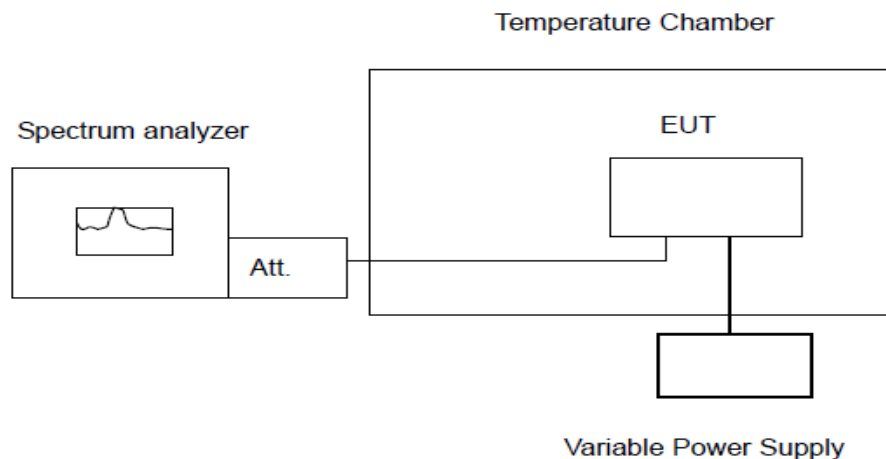 Temperature Chamber
Spectrum analyzer
EUT
Att.
Variable Power Supply